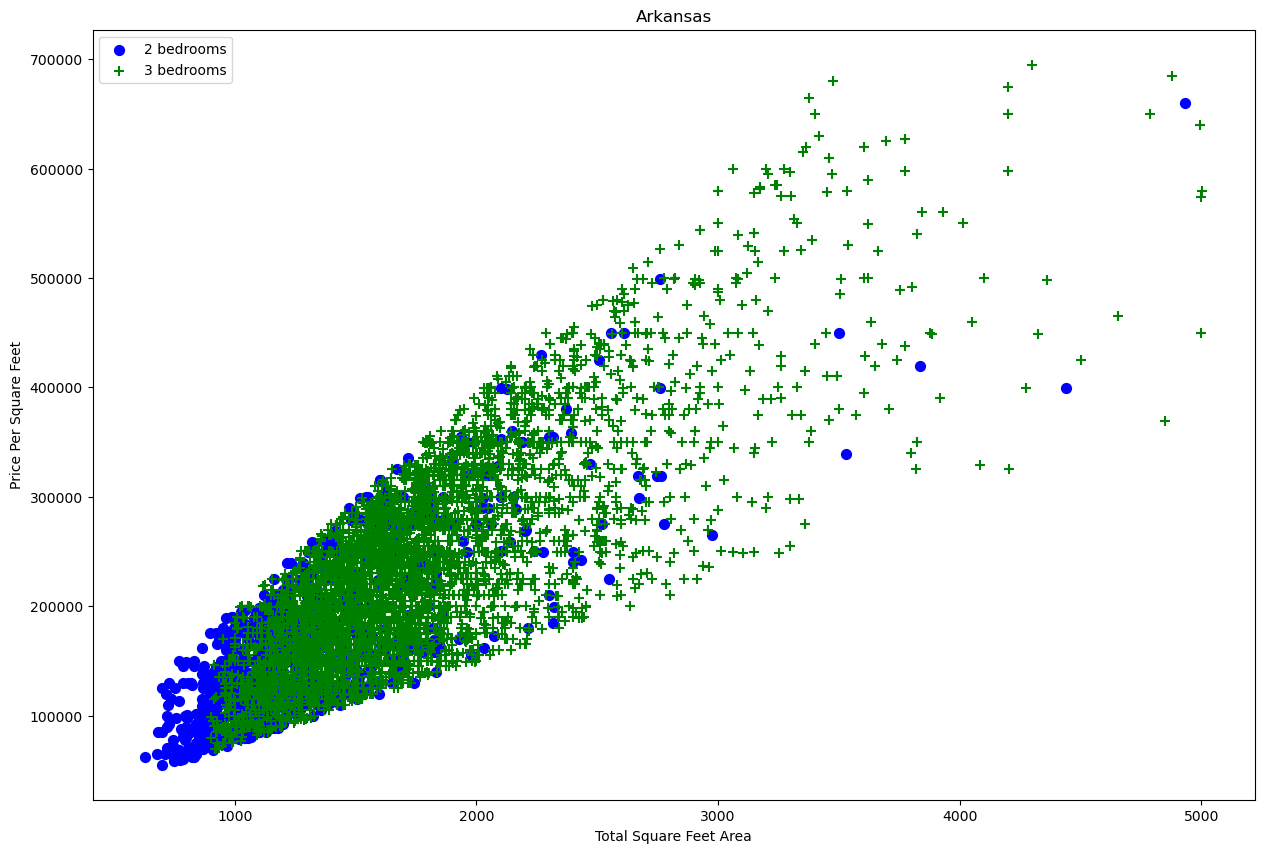 Arkansas
2 bedrooms
3 bedrooms
700000
600000
500000
400000
300000
200000
100000
Price Per Square Feet
1000 2000 3000 4000 5000
Total Square Feet Area